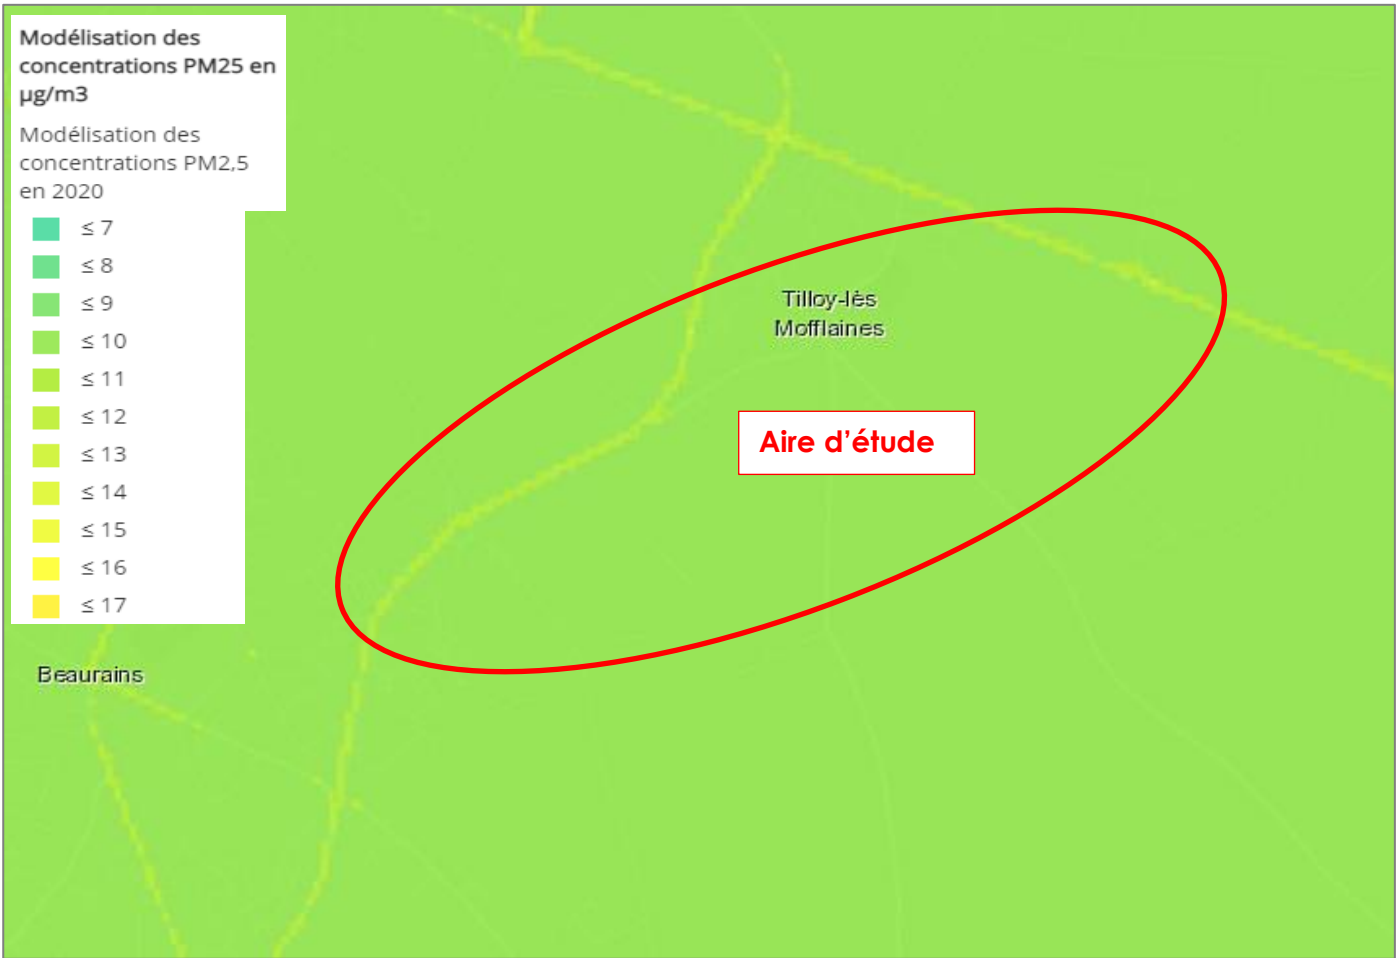 Modélisation des
concentrations PM25 en
µg/m3
Modélisation des
concentrations PM2,5
en 2020
≤ 7
≤ 8
≤ 9
≤ 10
≤ 11
≤ 12
≤ 13
≤ 14
≤ 15
≤ 16
≤ 17
Tilloy-lès
Mofflaines
Aire d’étude
Beaurains